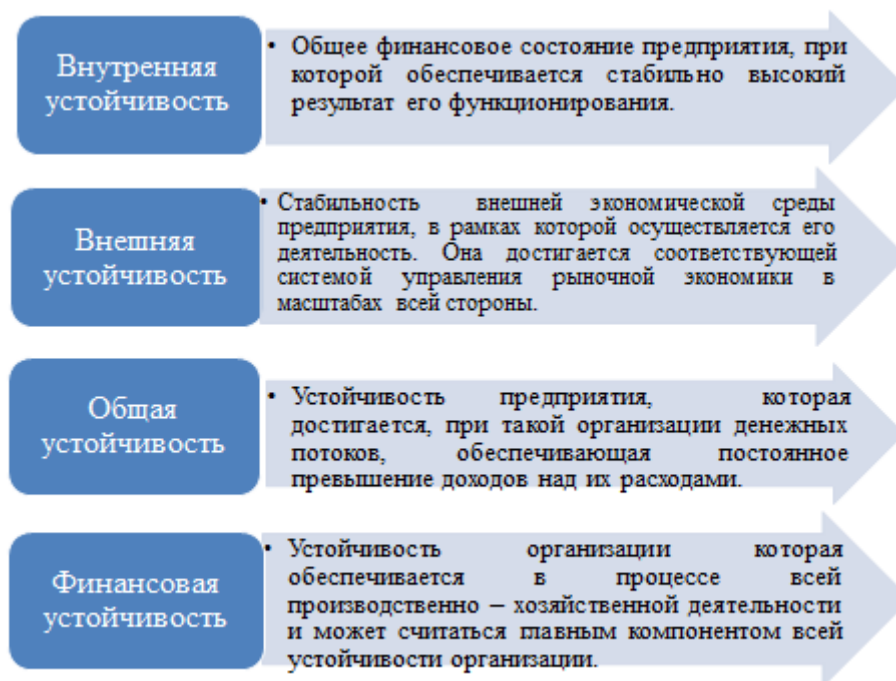 Внутренняя
устойчивость
• Общее финансовое состояние предприятия, при
которой обеспечивается стабильно высокий
результат его функционирования.
Внешняя
устойчивость
• Стабильность внешней экономической среды
предприятия, в рамках которой осуществляется его
деятельность. Она достигается соответствующей
системой управления рыночной экономики в
масштабах всей стороны.
Общая
устойчивость
• Устойчивость предприятия, которая
достигается, при такой организации денежных
потоков, обеспечивающая постоянное
превышение доходов над их расходами.
Финансовая
устойчивость
• Устойчивость организации которая
обеспечивается в процессе всей
производственно – хозяйственной деятельности
и может считаться главным компонентом всей
устойчивости организации.